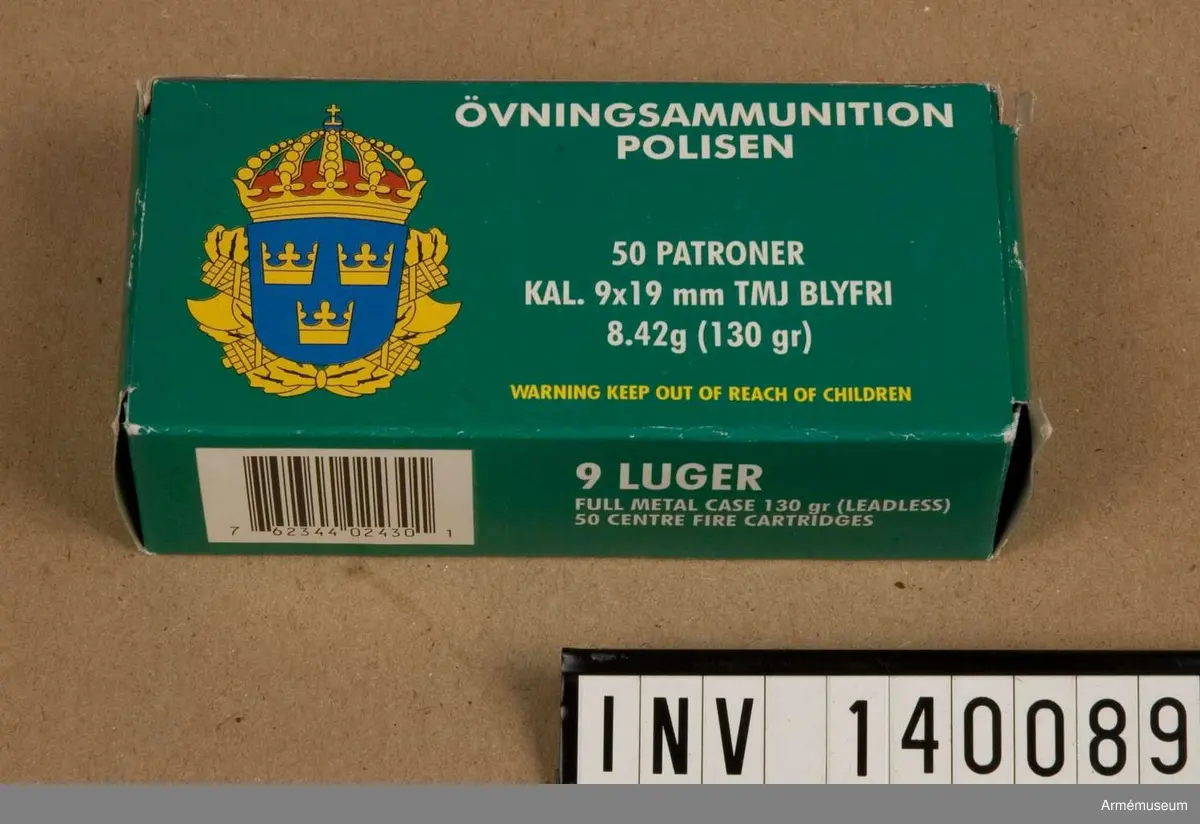 ÖVNINGSAMMUNITION
POLISEN
50 PATRONER
KAL. 9x19 mm TMJ BLYFRI
8.42g (130 gr)
WARNING KEEP OUT OF REACH OF CHILDREN
9 LUGER
FULL METAL CASE 130 gr (LEADLESS)
50 CENTRE FIRE CARTRIDGES
7 62344 02430 1
INV 140089
Armémuseum